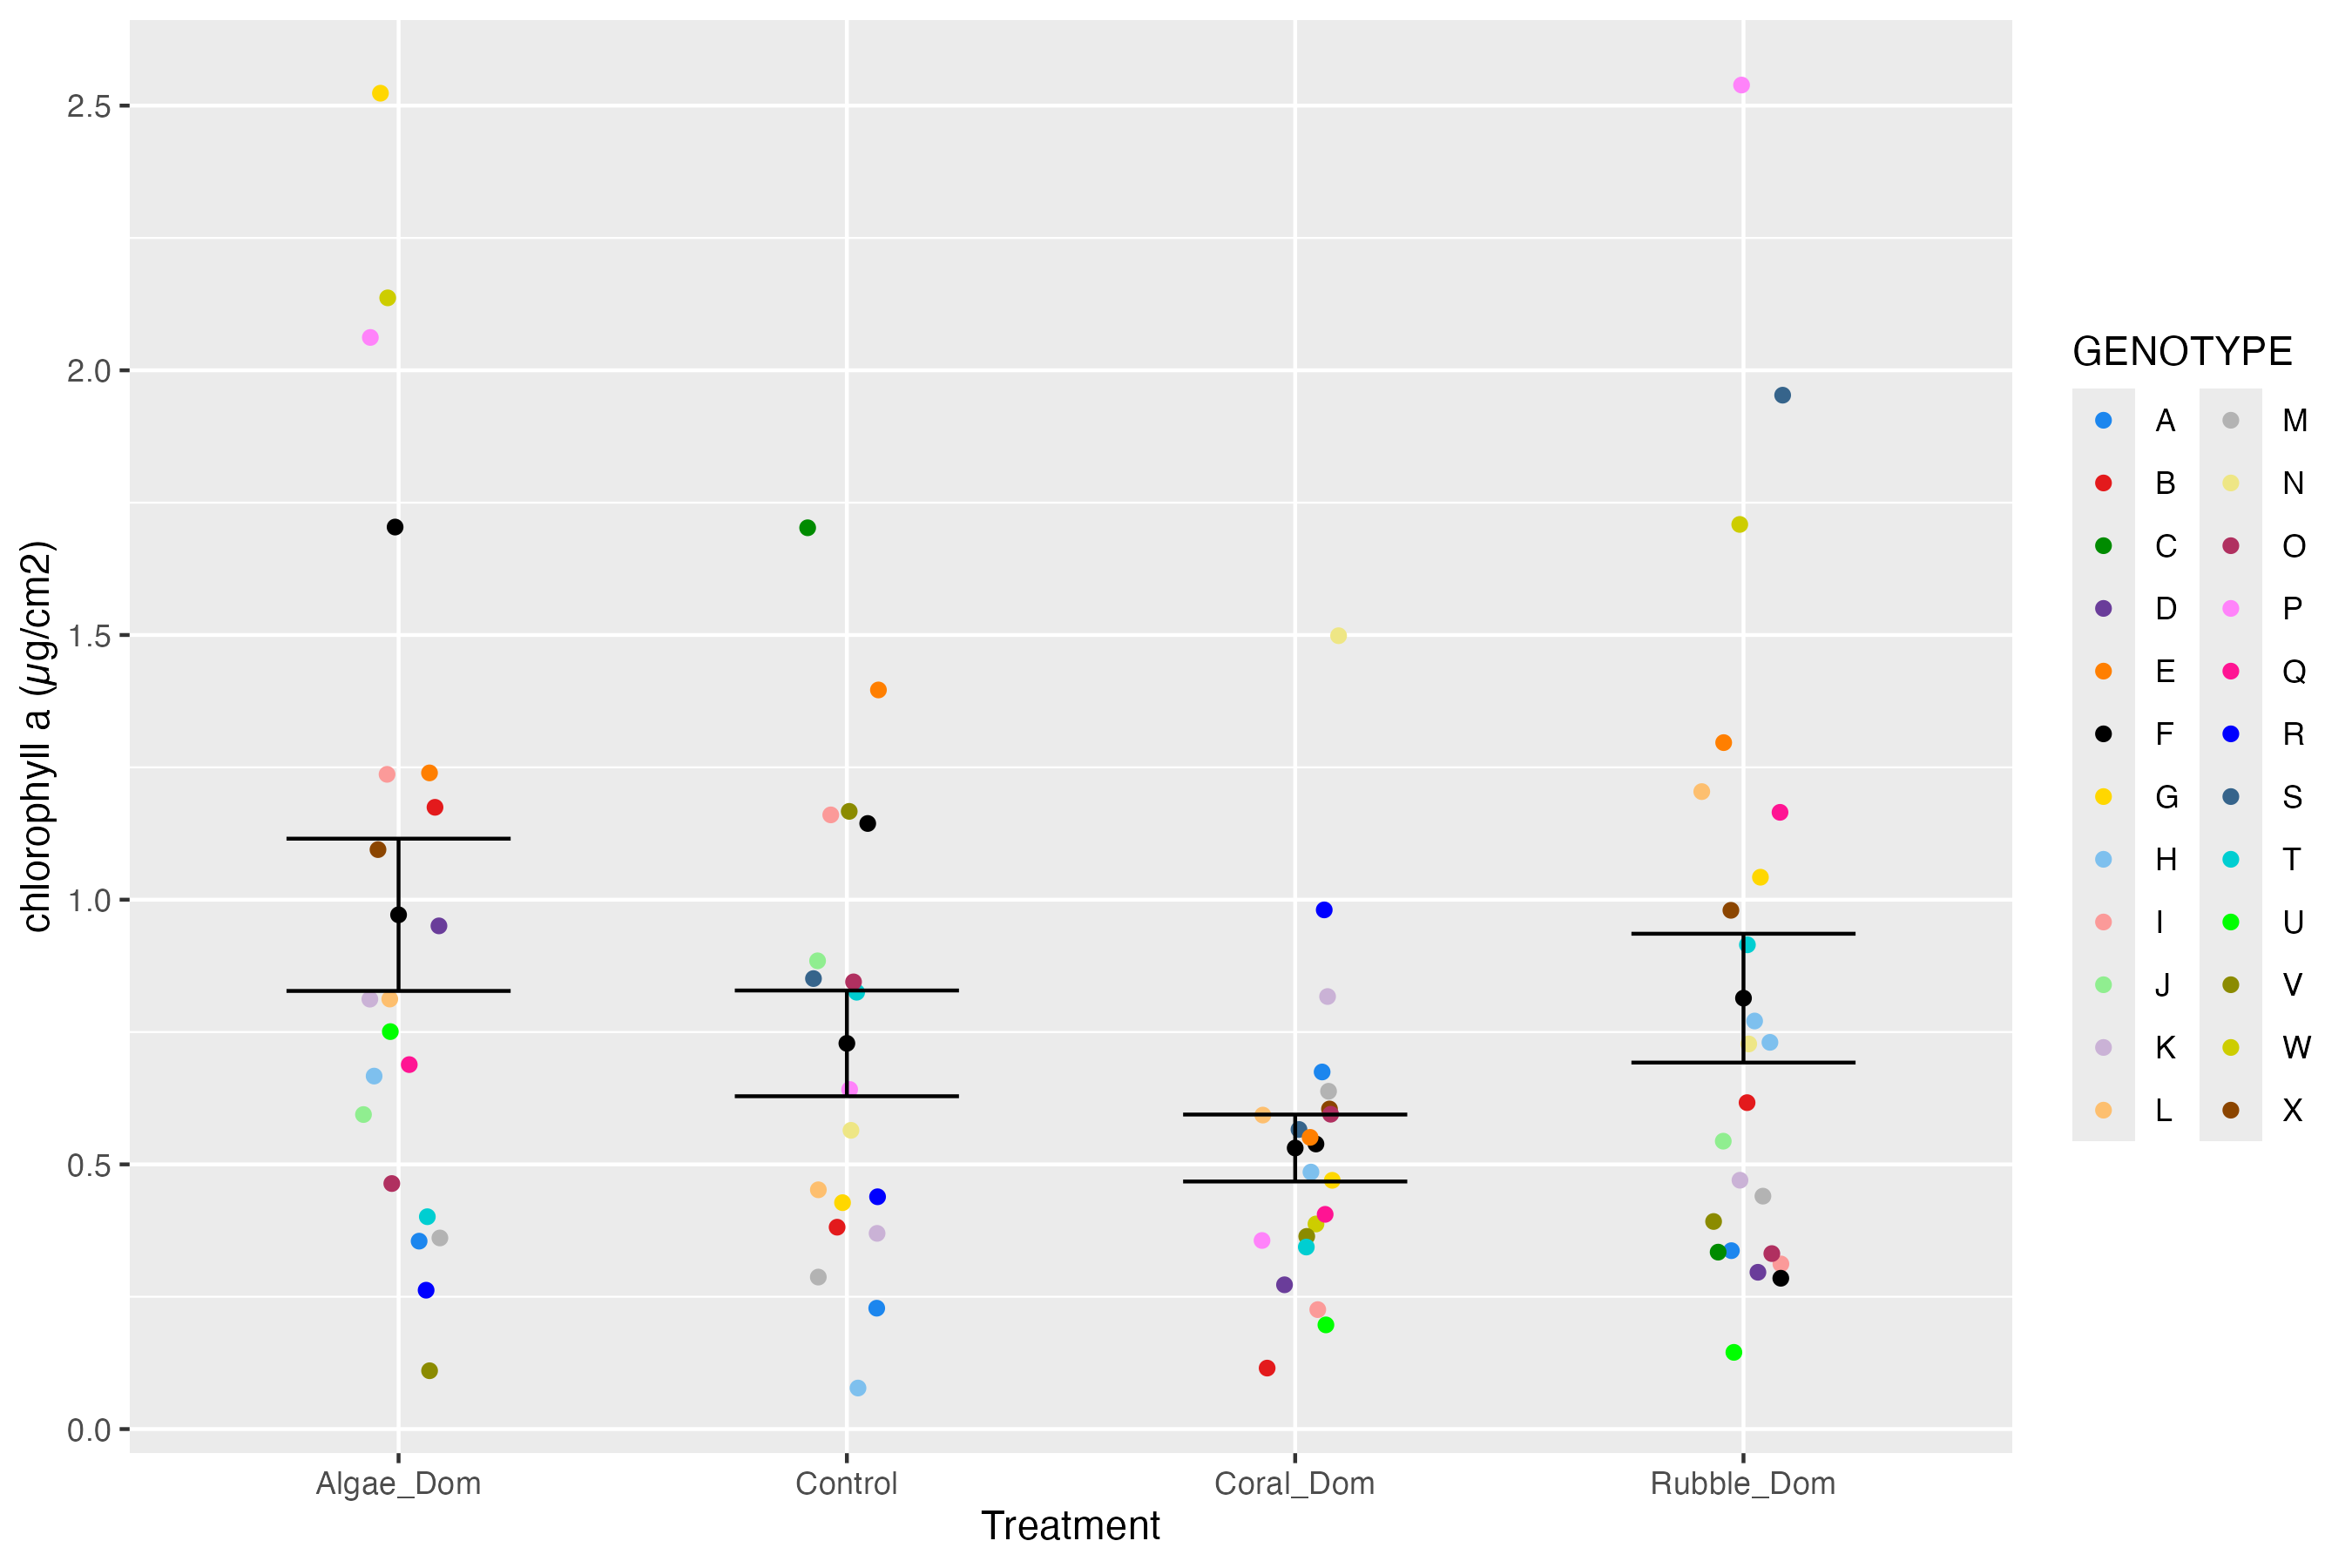 chlorophyll a (µg/cm2)
2.5
2.0
1.5
1.0
0.5
0.0
Algae_Dom Control Coral_Dom Rubble_Dom
Treatment
GENOTYPE
A M
B N
C O
D P
E Q
F R
G S
H T
I U
J V
K W
L X